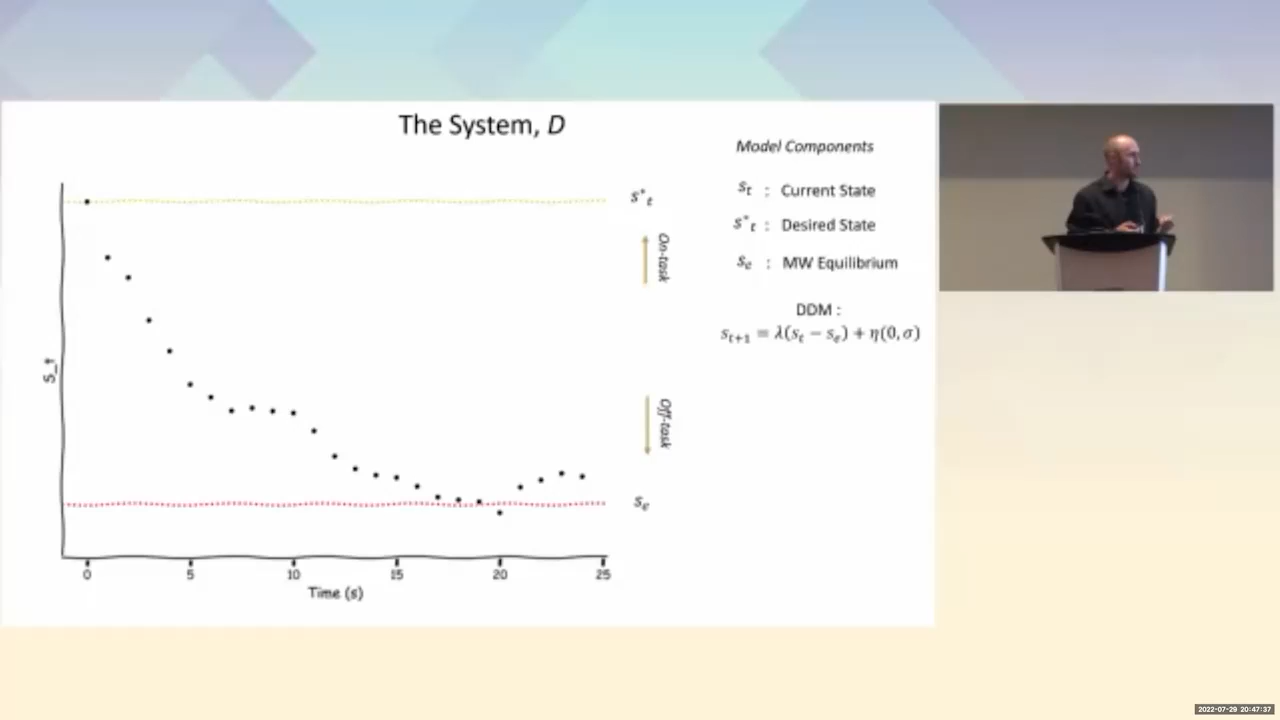 The System, D
Model Components
s_t : Current State
s*_t : Desired State
s_e : MW Equilibrium
DDM :
s_{t+1} = λ(s_t − s_e) + η(0, σ)
s*_t
On-task
Off-task
s_e
S_t
0 5 10 15 20 25
Time (s)
2022-07-29 20:47:37